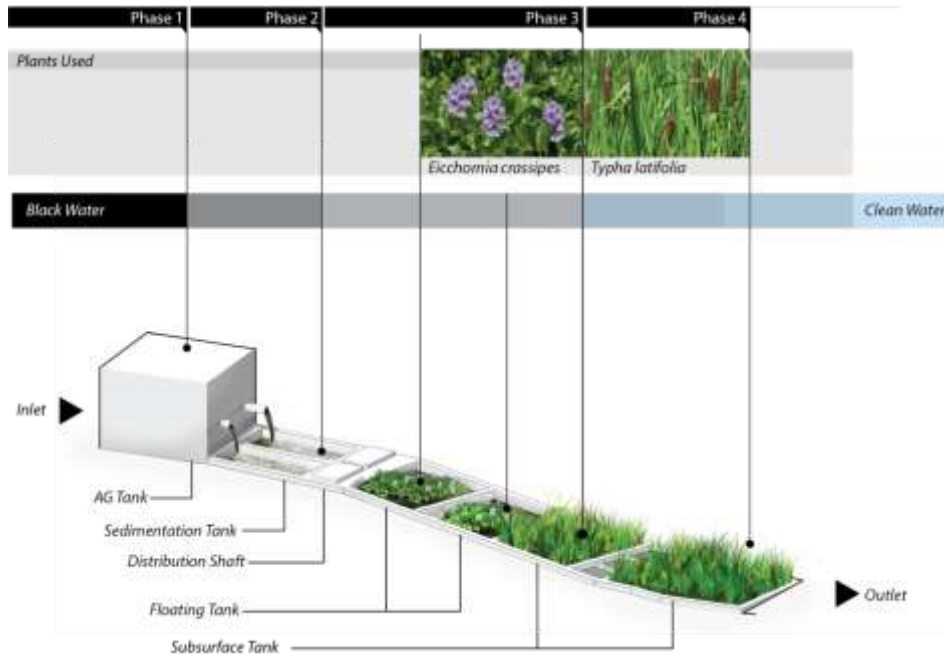 Phase 1
Phase 2
Phase 3
Phase 4
Plants Used
Eicchornia crassipes
Typha latifolia
Black Water
Clean Water
Inlet
AG Tank
Sedimentation Tank
Distribution Shaft
Floating Tank
Subsurface Tank
Outlet